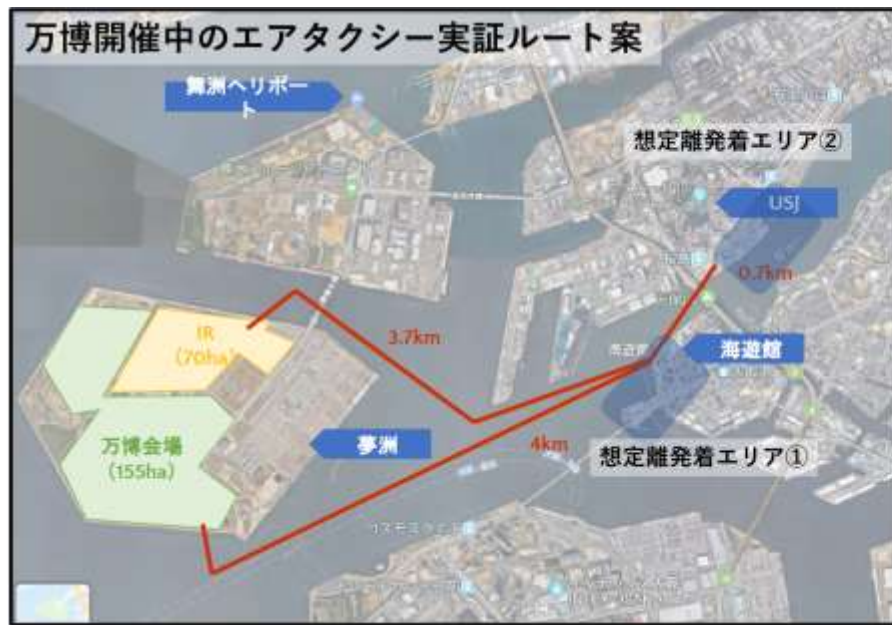 万博開催中のエアタクシー実証ルート案
舞洲ヘリポー
ト
想定離発着エリア②
USJ
0.7km
IR
(70ha)
3.7km
海遊館
万博会場
(155ha)
夢洲
4km
想定離発着エリア①